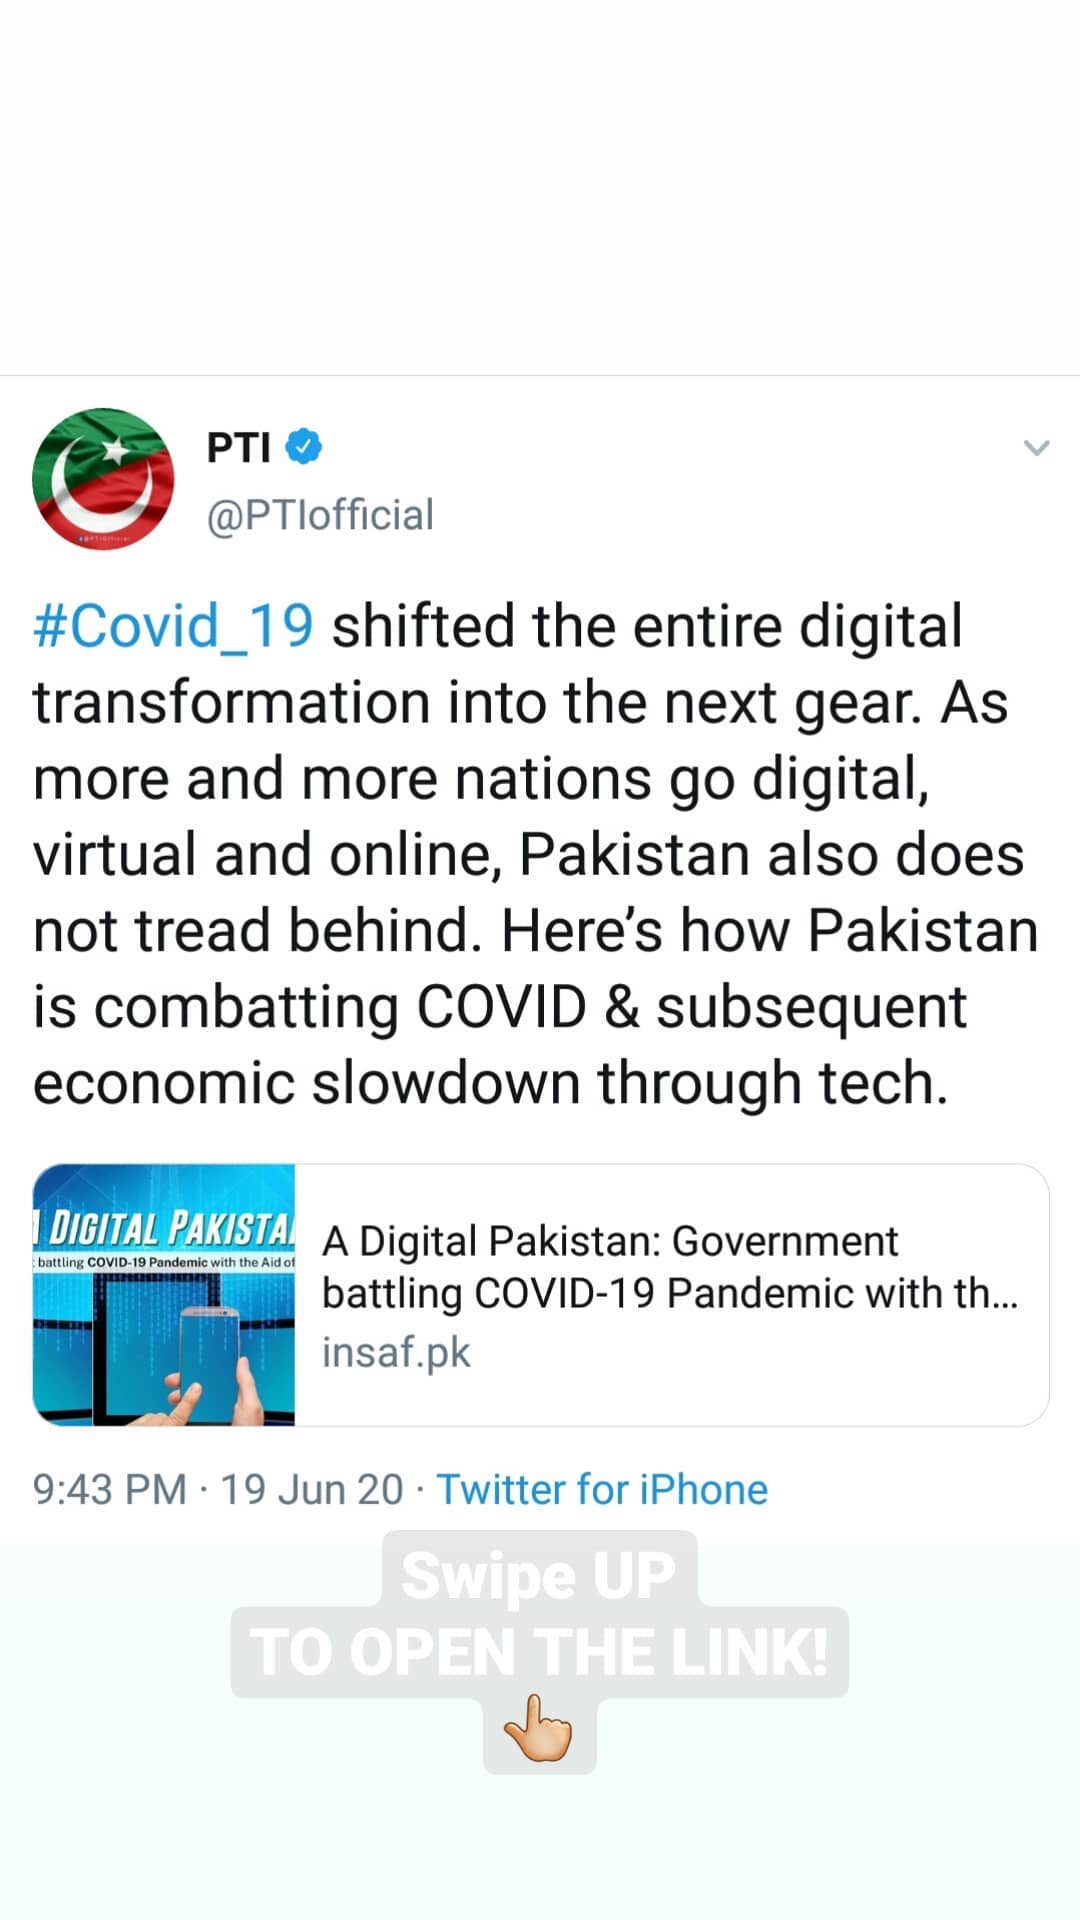 PTI
@PTIofficial
#Covid_19 shifted the entire digital
transformation into the next gear. As
more and more nations go digital,
virtual and online, Pakistan also does
not tread behind. Here’s how Pakistan
is combatting COVID & subsequent
economic slowdown through tech.
DIGITAL PAKISTA
battling COVID-19 Pandemic with the Aid of
A Digital Pakistan: Government
battling COVID-19 Pandemic with th...
insaf.pk
9:43 PM · 19 Jun 20 · Twitter for iPhone
Swipe UP
TO OPEN THE LINK!